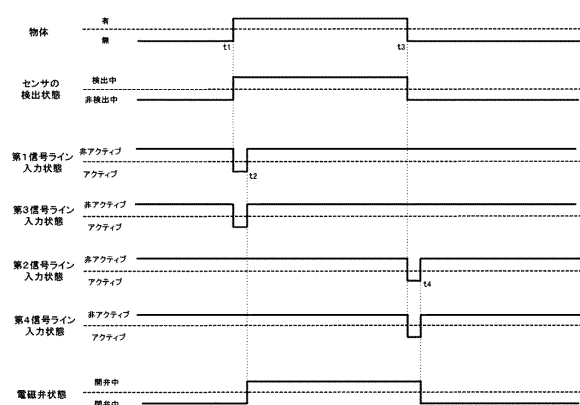 物体
有
無
t1
t3
センサの
検出状態
検出中
非検出中
第1信号ライン
入力状態
非アクティブ
アクティブ
t2
第3信号ライン
入力状態
非アクティブ
アクティブ
第2信号ライン
入力状態
非アクティブ
アクティブ
t4
第4信号ライン
入力状態
非アクティブ
アクティブ
電磁弁状態
開弁中